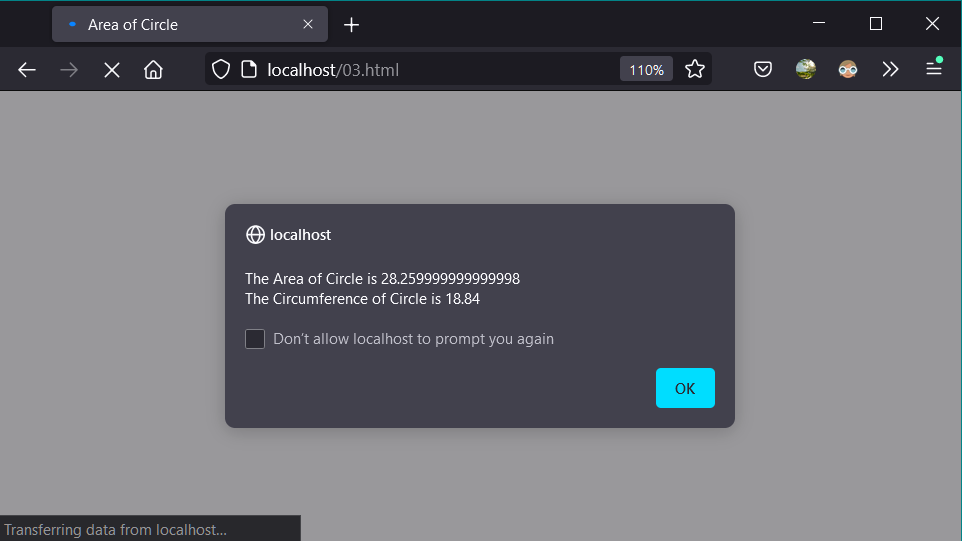 Area of Circle
localhost/03.html
110%
localhost
The Area of Circle is 28.259999999999998
The Circumference of Circle is 18.84
Don't allow localhost to prompt you again
OK
Transferring data from localhost...